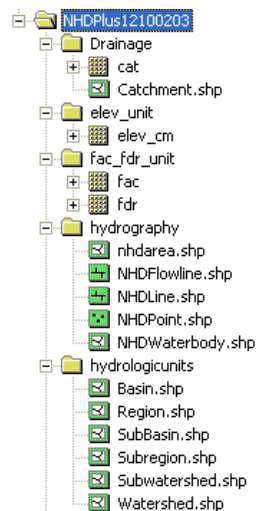 NHDPlus12100203
Drainage
cat
Catchment.shp
elev_unit
elev_cm
fac_fdr_unit
fac
fdr
hydrography
nhdarea.shp
NHDFlowline.shp
NHDLine.shp
NHDPoint.shp
NHDWaterbody.shp
hydrologicunits
Basin.shp
Region.shp
SubBasin.shp
Subregion.shp
Subwatershed.shp
Watershed.shp